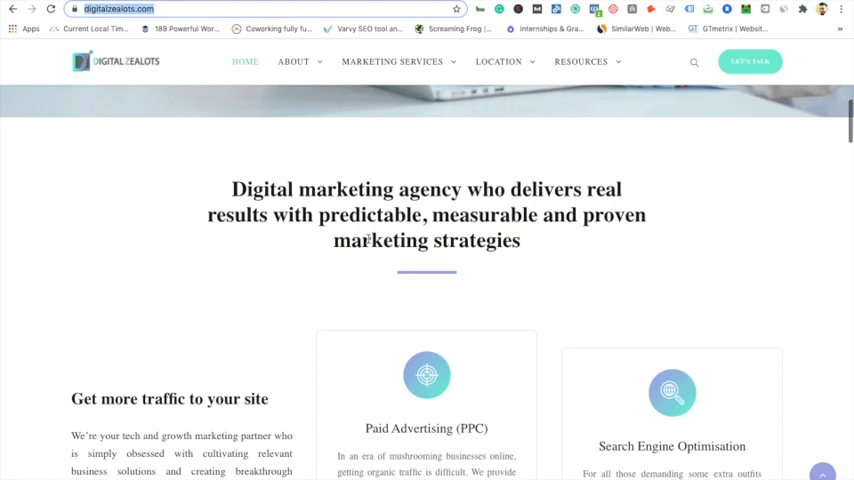 digitalzealots.com
Apps
Current Local Tim...
189 Powerful Wor...
Coworking fully fu...
Varvy SEO tool an...
Screaming Frog |...
Internships & Gra...
SimilarWeb | Web...
GTmetrix | Websit...
DIGITAL ZEALOTS
HOME
ABOUT
MARKETING SERVICES
LOCATION
RESOURCES
LET'S TALK
Digital marketing agency who delivers real
results with predictable, measurable and proven
marketing strategies
Get more traffic to your site
We're your tech and growth marketing partner who
is simply obsessed with cultivating relevant
business solutions and creating breakthrough
Paid Advertising (PPC)
In an era of mushrooming businesses online,
getting organic traffic is difficult. We provide
Search Engine Optimisation
For all those demanding some extra outfits